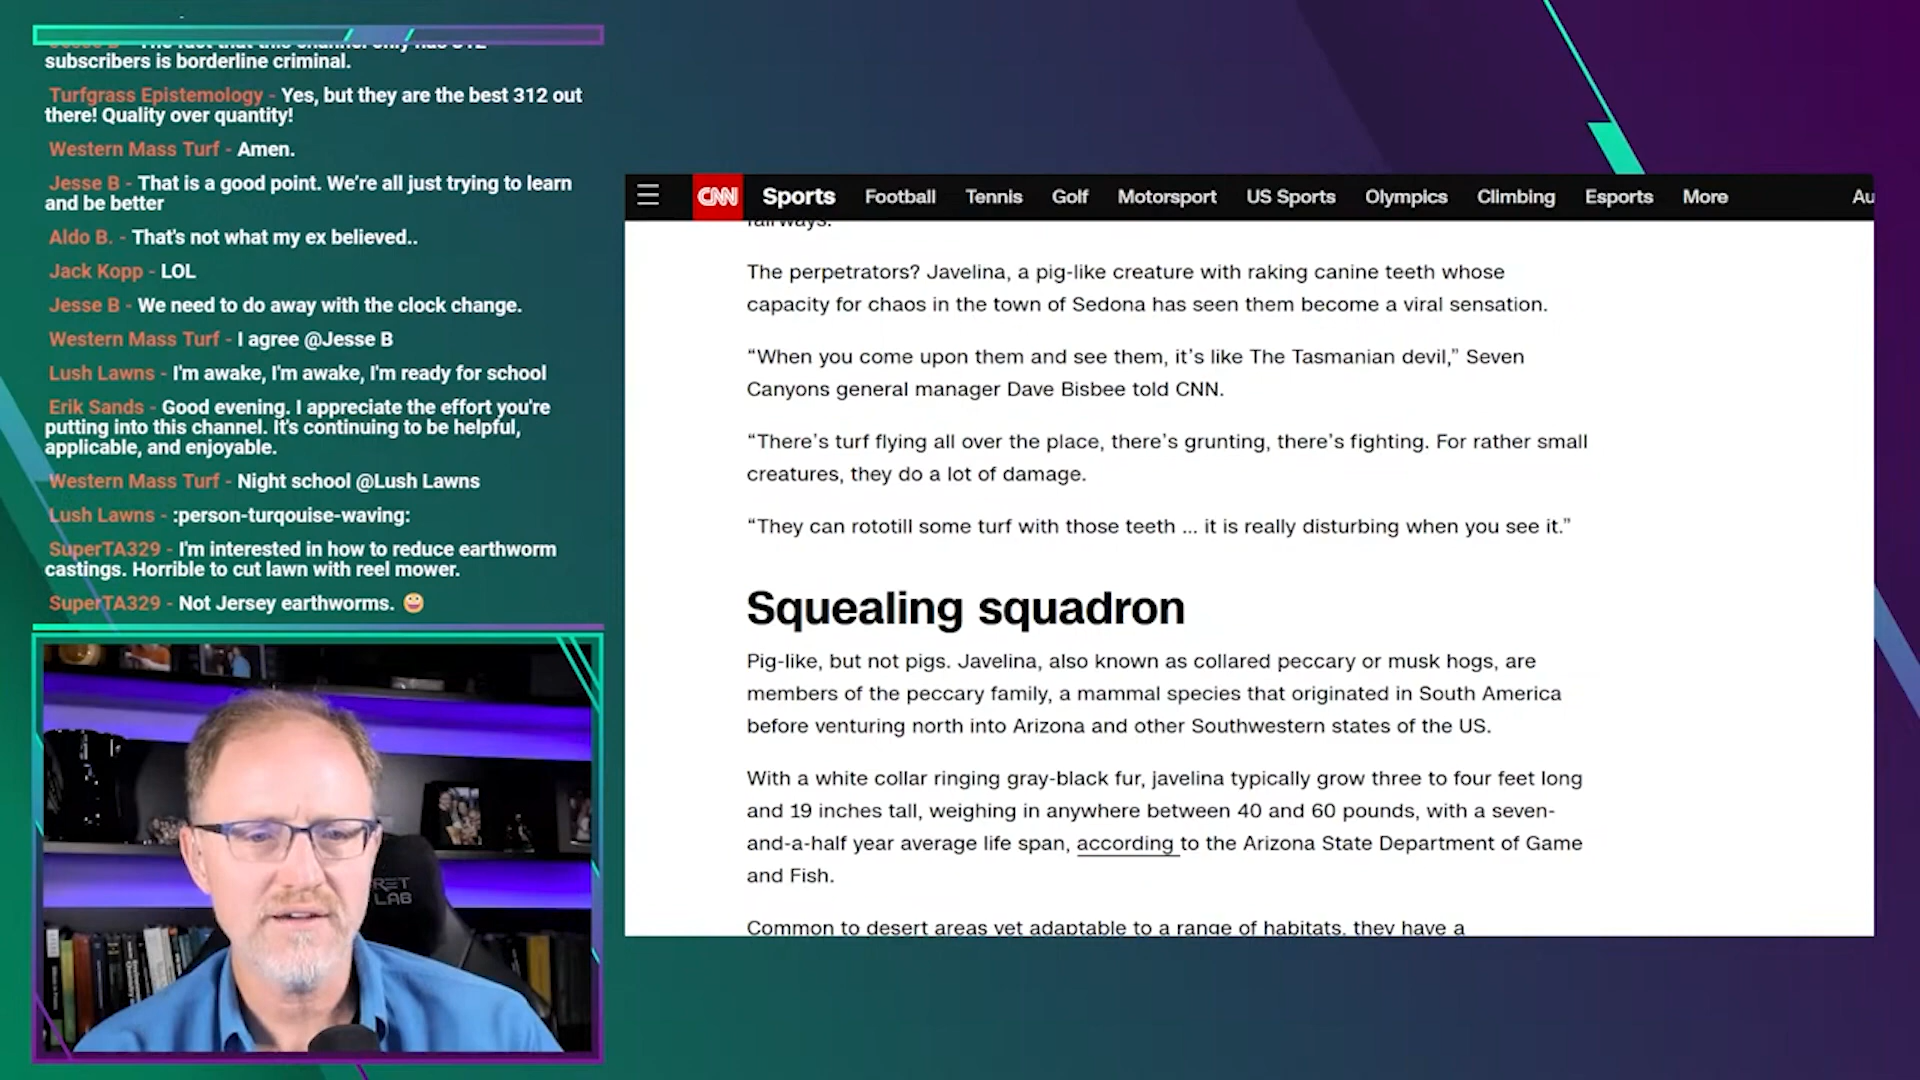 Jesse B - The fact that this channel only has 312
subscribers is borderline criminal.
Turfgrass Epistemology - Yes, but they are the best 312 out
there! Quality over quantity!
Western Mass Turf - Amen.
Jesse B - That is a good point. We're all just trying to learn
and be better
Aldo B. - That's not what my ex believed..
Jack Kopp - LOL
Jesse B - We need to do away with the clock change.
Western Mass Turf - I agree @Jesse B
Lush Lawns - I'm awake, I'm awake, I'm ready for school
Erik Sands - Good evening. I appreciate the effort you're
putting into this channel. It's continuing to be helpful,
applicable, and enjoyable.
Western Mass Turf - Night school @Lush Lawns
Lush Lawns - :person-turqouise-waving:
SuperTA329 - I'm interested in how to reduce earthworm
castings. Horrible to cut lawn with reel mower.
SuperTA329 - Not Jersey earthworms. 😀
CNN Sports Football Tennis Golf Motorsport US Sports Olympics Climbing Esports More Au
fairways.
The perpetrators? Javelina, a pig-like creature with raking canine teeth whose
capacity for chaos in the town of Sedona has seen them become a viral sensation.
“When you come upon them and see them, it’s like The Tasmanian devil,” Seven
Canyons general manager Dave Bisbee told CNN.
“There’s turf flying all over the place, there’s grunting, there’s fighting. For rather small
creatures, they do a lot of damage.
“They can rototill some turf with those teeth ... it is really disturbing when you see it.”
Squealing squadron
Pig-like, but not pigs. Javelina, also known as collared peccary or musk hogs, are
members of the peccary family, a mammal species that originated in South America
before venturing north into Arizona and other Southwestern states of the US.
With a white collar ringing gray-black fur, javelina typically grow three to four feet long
and 19 inches tall, weighing in anywhere between 40 and 60 pounds, with a seven-
and-a-half year average life span, according to the Arizona State Department of Game
and Fish.
Common to desert areas yet adaptable to a range of habitats, they have a
RET
LAB